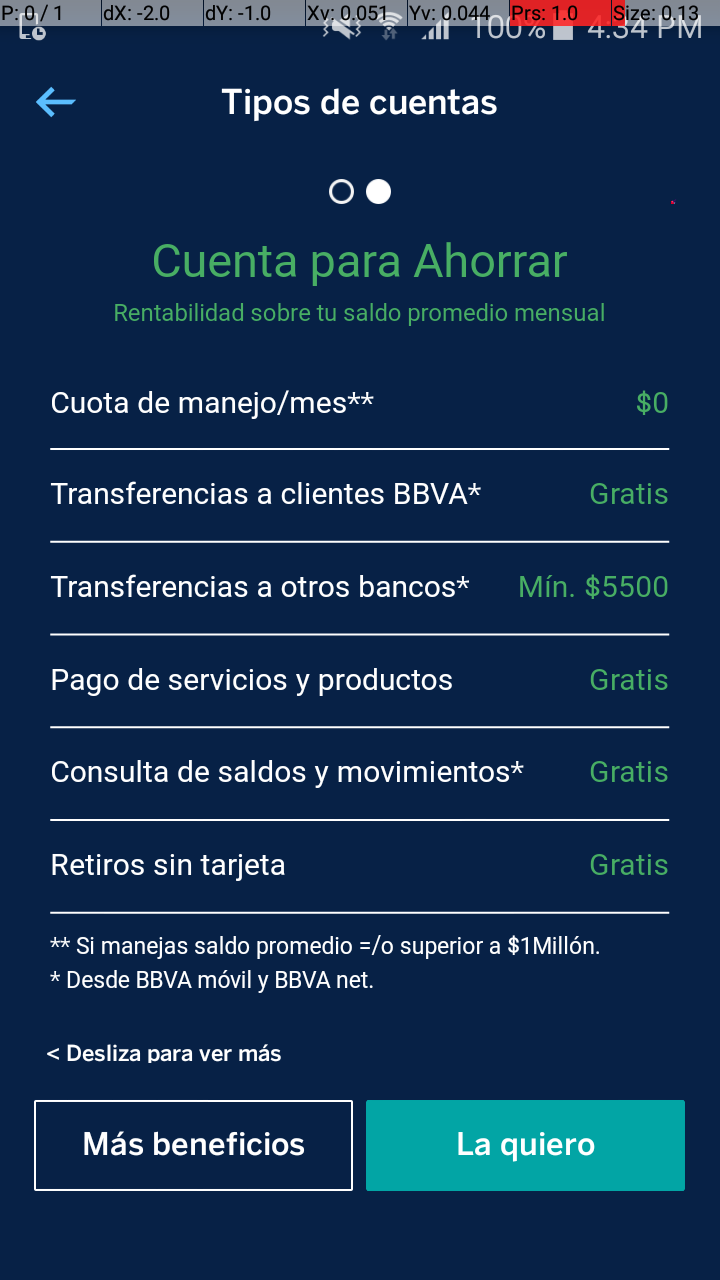 P: 0 / 1 dX: -2.0 dY: -1.0 Xv: 0.051 Yv: 0.044 Prs: 1.0 Size: 0.13
100% 4:34 PM
Tipos de cuentas
Cuenta para Ahorrar
Rentabilidad sobre tu saldo promedio mensual
Cuota de manejo/mes** $0
Transferencias a clientes BBVA* Gratis
Transferencias a otros bancos* Mín. $5500
Pago de servicios y productos Gratis
Consulta de saldos y movimientos* Gratis
Retiros sin tarjeta Gratis
** Si manejas saldo promedio =/o superior a $1Millón.
* Desde BBVA móvil y BBVA net.
< Desliza para ver más
Más beneficios La quiero